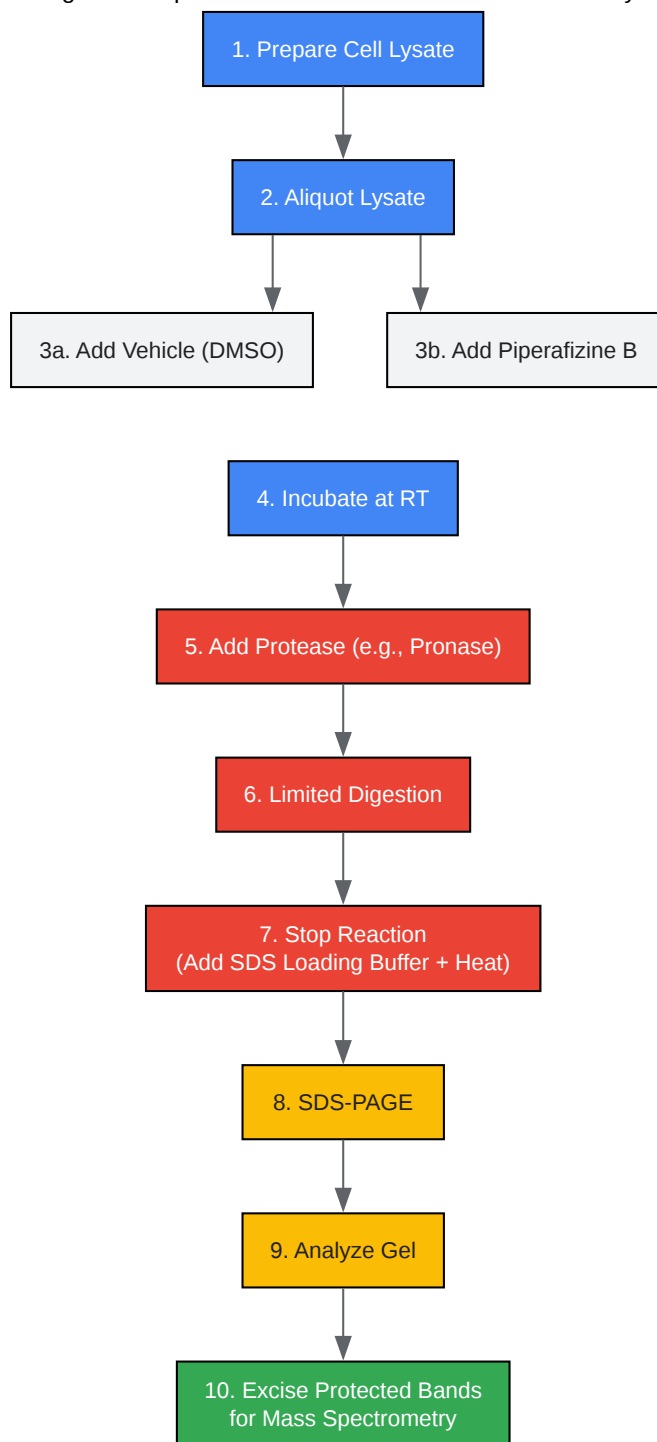 1. Prepare Cell Lysate
2. Aliquot Lysate
3a. Add Vehicle (DMSO)
3b. Add Piperafizine B
4. Incubate at RT
5. Add Protease (e.g., Pronase)
6. Limited Digestion
7. Stop Reaction
(Add SDS Loading Buffer + Heat)
8. SDS-PAGE
9. Analyze Gel
10. Excise Protected Bands
for Mass Spectrometry